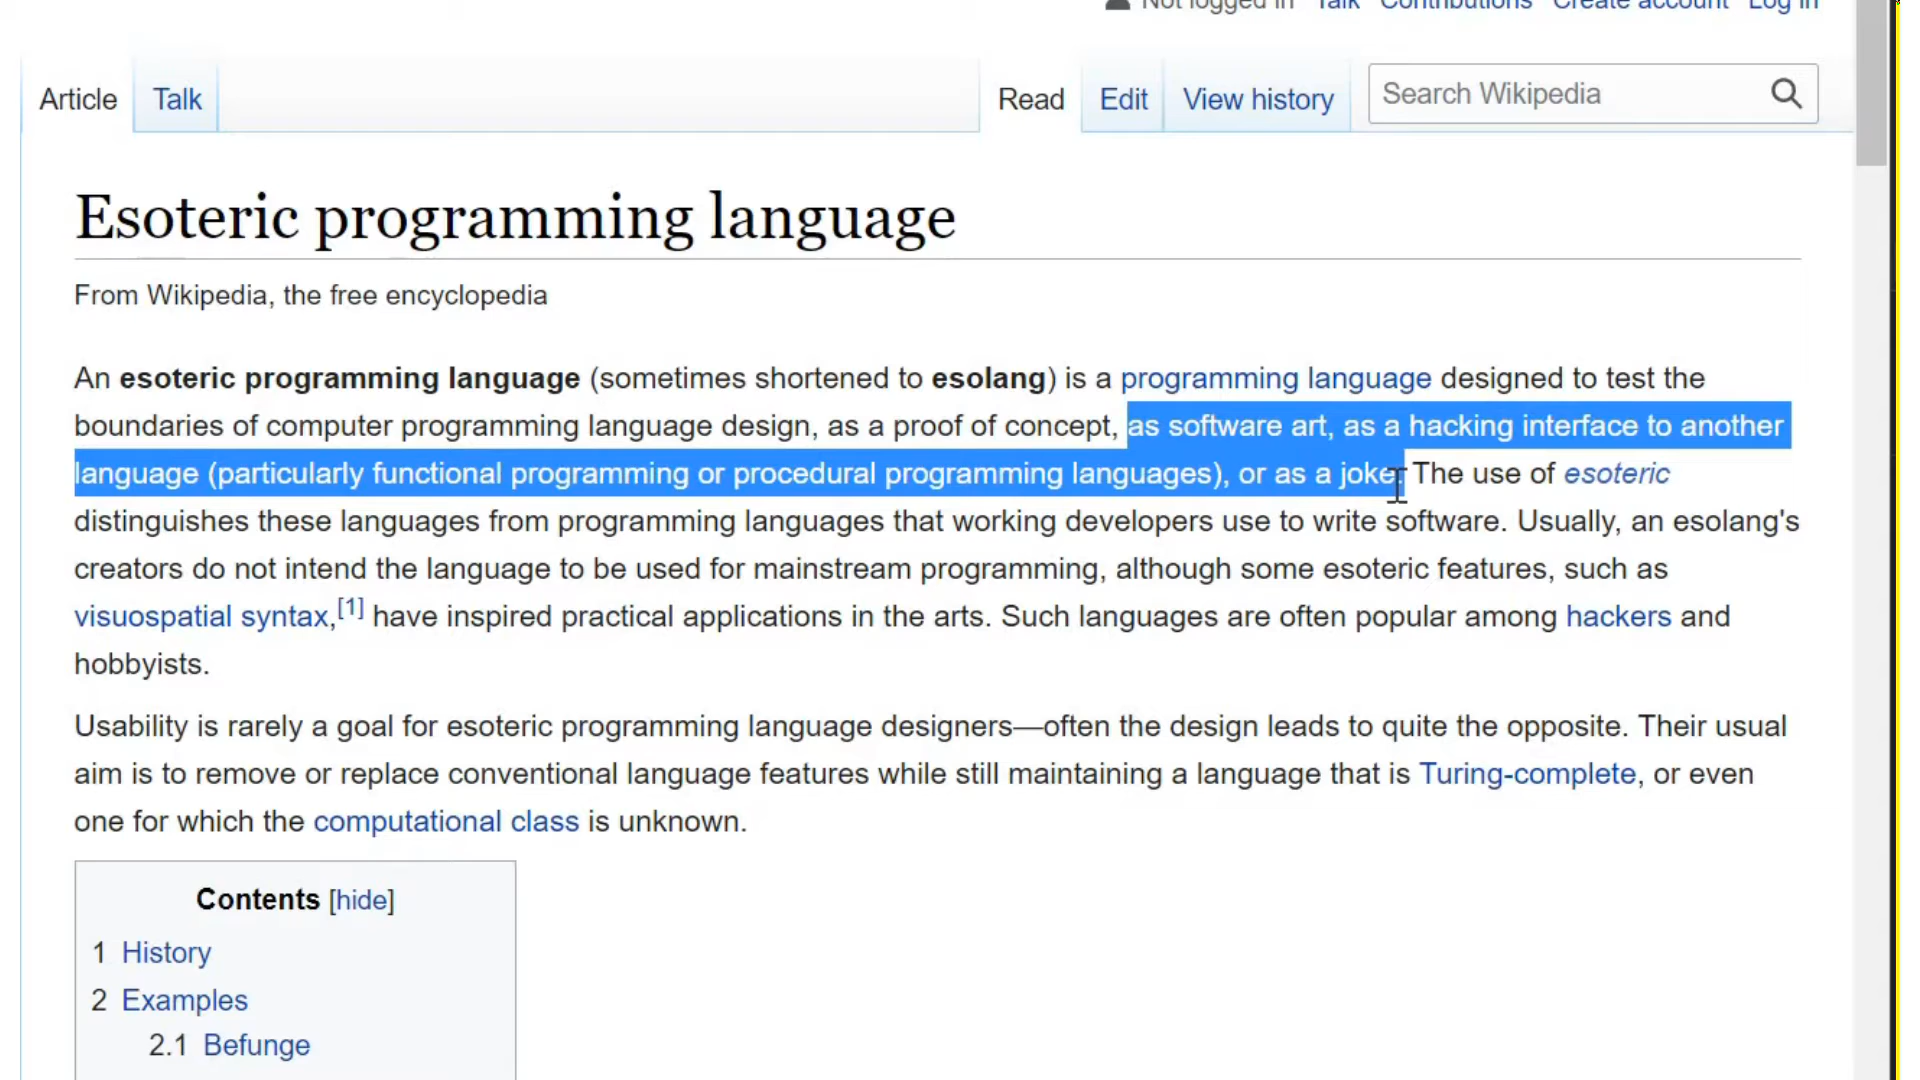 Not logged in Talk Contributions Create account Log in
Article Talk Read Edit View history Search Wikipedia
Esoteric programming language
From Wikipedia, the free encyclopedia
An esoteric programming language (sometimes shortened to esolang) is a programming language designed to test the
boundaries of computer programming language design, as a proof of concept, as software art, as a hacking interface to another
language (particularly functional programming or procedural programming languages), or as a joke. The use of esoteric
distinguishes these languages from programming languages that working developers use to write software. Usually, an esolang's
creators do not intend the language to be used for mainstream programming, although some esoteric features, such as
visuospatial syntax,[1] have inspired practical applications in the arts. Such languages are often popular among hackers and
hobbyists.
Usability is rarely a goal for esoteric programming language designers—often the design leads to quite the opposite. Their usual
aim is to remove or replace conventional language features while still maintaining a language that is Turing-complete, or even
one for which the computational class is unknown.
Contents [hide]
1 History
2 Examples
2.1 Befunge